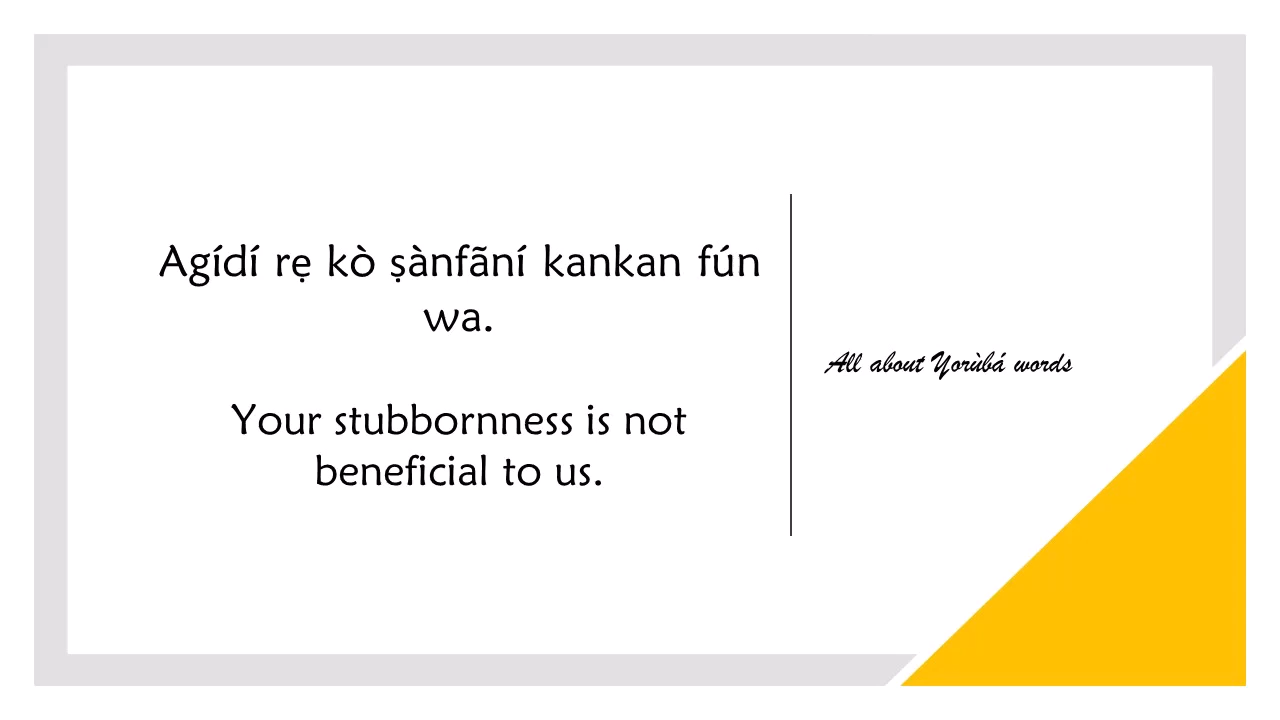 Agídí rẹ kò ṣànfãní kankan fún
wa.
Your stubbornness is not
beneficial to us.
All about Yorùbá words